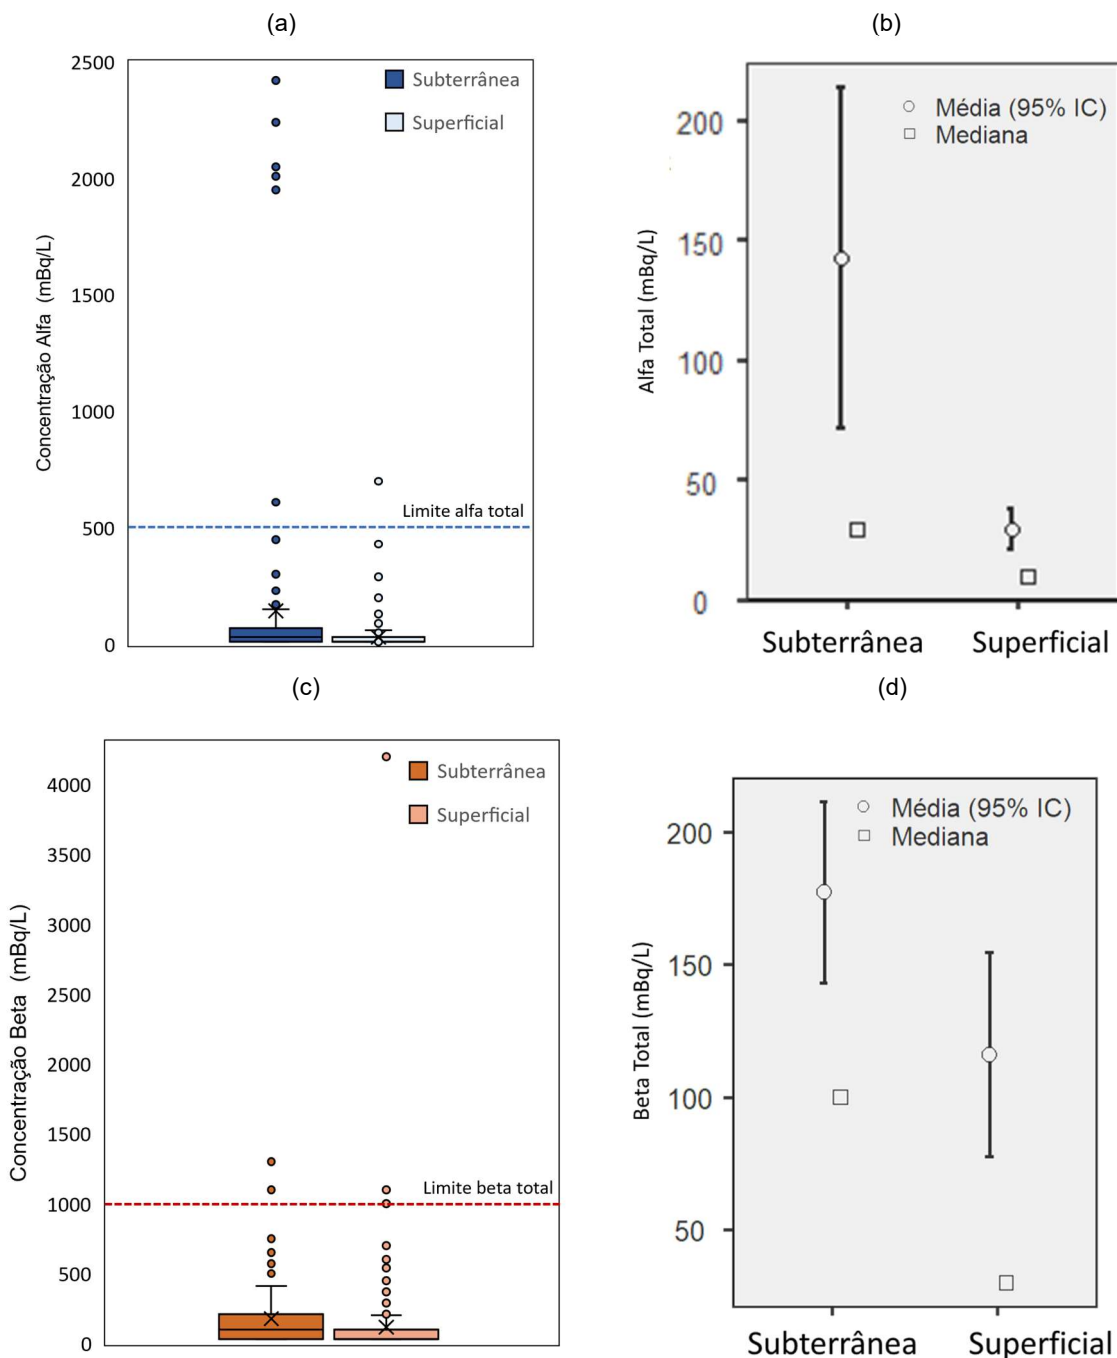 (a)
2500
2000
1500
1000
500
0
Concentração Alfa (mBq/L)
Subterrânea
Superficial
Limite alfa total
(b)
200
150
100
50
0
Alfa Total (mBq/L)
Média (95% IC)
Mediana
Subterrânea
Superficial
(c)
4000
3500
3000
2500
2000
1500
1000
500
0
Concentração Beta (mBq/L)
Subterrânea
Superficial
Limite beta total
(d)
200
150
100
50
Beta Total (mBq/L)
Média (95% IC)
Mediana
Subterrânea
Superficial